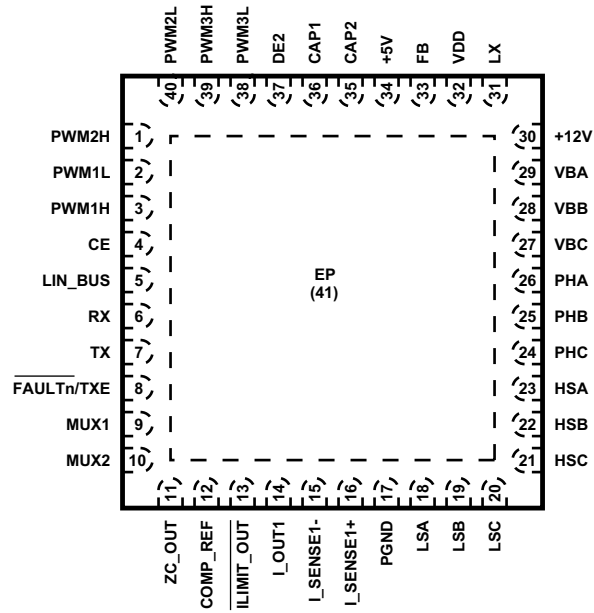 PWM2L
PWM3H
PWM3L
DE2
CAP1
CAP2
+5V
FB
VDD
LX
40
39
38
37
36
35
34
33
32
31
PWM2H 1
PWM1L 2
PWM1H 3
CE 4
LIN_BUS 5
RX 6
TX 7
FAULTn/TXE 8
MUX1 9
MUX2 10
EP
(41)
30 +12V
29 VBA
28 VBB
27 VBC
26 PHA
25 PHB
24 PHC
23 HSA
22 HSB
21 HSC
11
12
13
14
15
16
17
18
19
20
ZC_OUT
COMP_REF
ILIMIT_OUT
I_OUT1
I_SENSE1-
I_SENSE1+
PGND
LSA
LSB
LSC